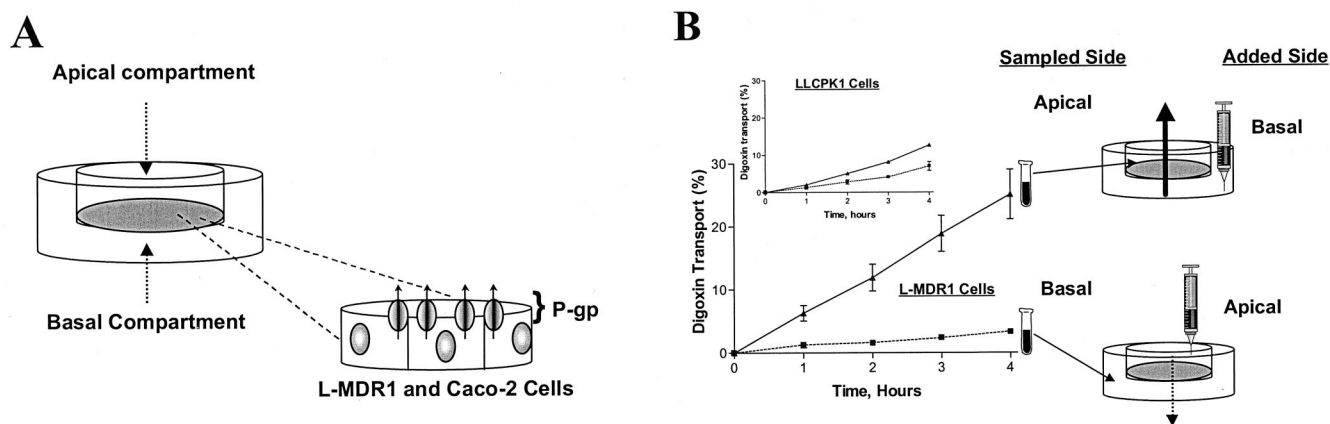 A
Apical compartment
Basal Compartment
} P-gp
L-MDR1 and Caco-2 Cells
B
Sampled Side
Added Side
LLCPK1 Cells
Digoxin transport (%)
30
20
10
0
0 1 2 3 4
Time, hours
Apical
Basal
Digoxin Transport (%)
30
20
10
0
L-MDR1 Cells
0 1 2 3 4
Time, Hours
Basal
Apical